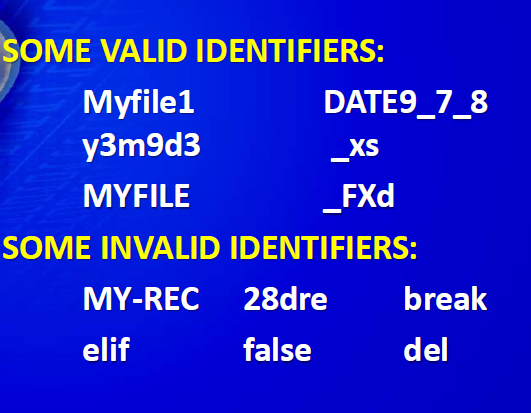 SOME VALID IDENTIFIERS:
Myfile1 DATE9_7_8
y3m9d3 _xs
MYFILE _FXd
SOME INVALID IDENTIFIERS:
MY-REC 28dre break
elif false del